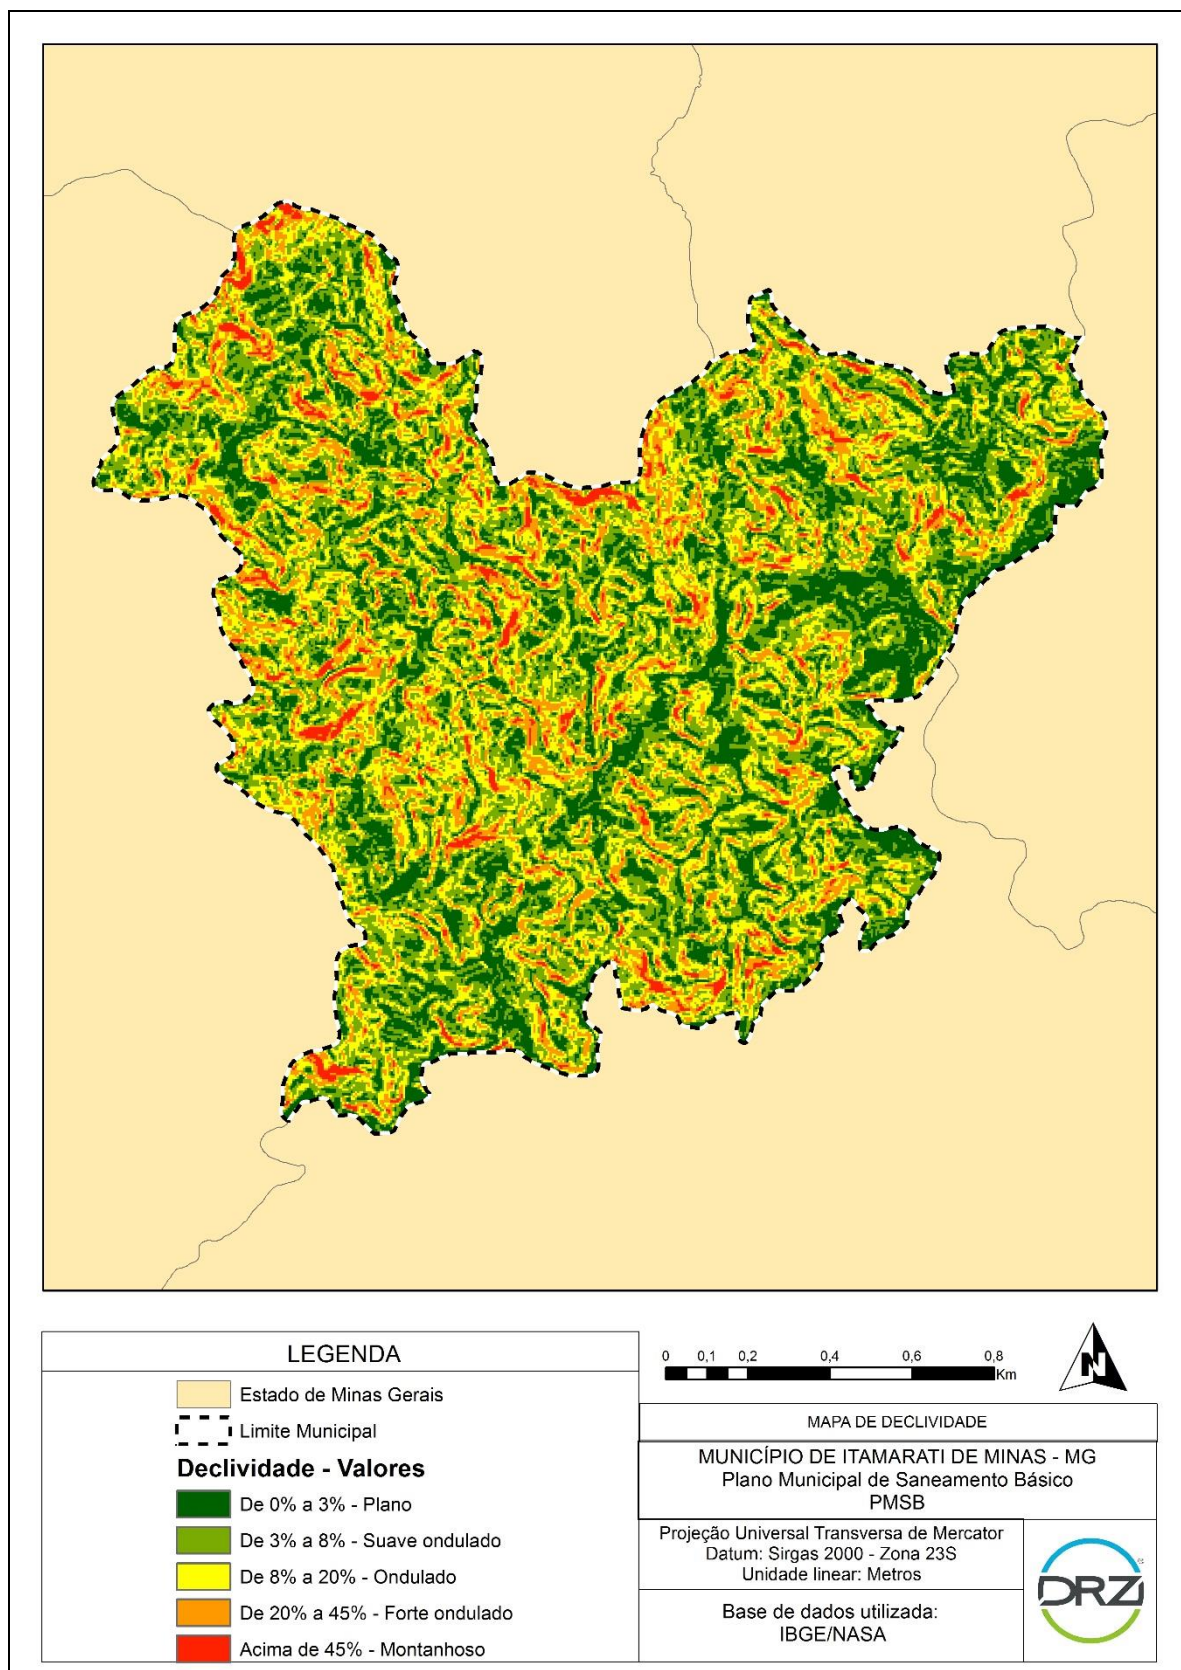 LEGENDA
Estado de Minas Gerais
Limite Municipal
Declividade - Valores
De 0% a 3% - Plano
De 3% a 8% - Suave ondulado
De 8% a 20% - Ondulado
De 20% a 45% - Forte ondulado
Acima de 45% - Montanhoso
0 0,1 0,2 0,4 0,6 0,8
Km
N
MAPA DE DECLIVIDADE
MUNICÍPIO DE ITAMARATI DE MINAS - MG
Plano Municipal de Saneamento Básico
PMSB
Projeção Universal Transversa de Mercator
Datum: Sirgas 2000 - Zona 23S
Unidade linear: Metros
Base de dados utilizada:
IBGE/NASA
DRZ